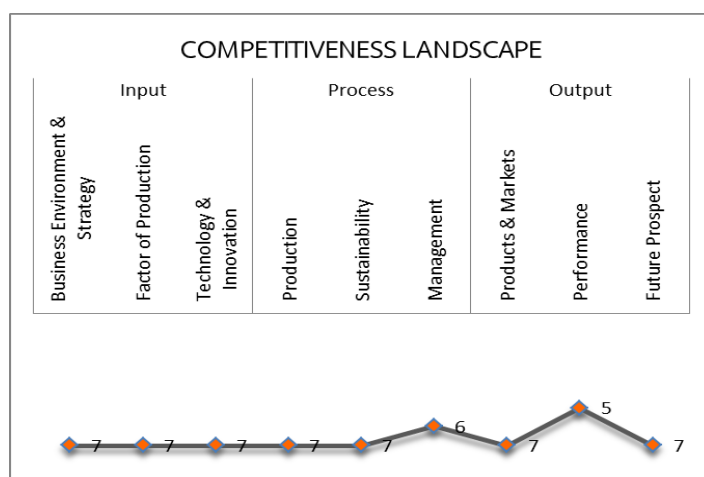 COMPETITIVENESS LANDSCAPE
Input
Process
Output
Business Environment &
Strategy
Factor of Production
Technology &
Innovation
Production
Sustainability
Management
Products & Markets
Performance
Future Prospect
7
7
7
7
7
6
7
5
7